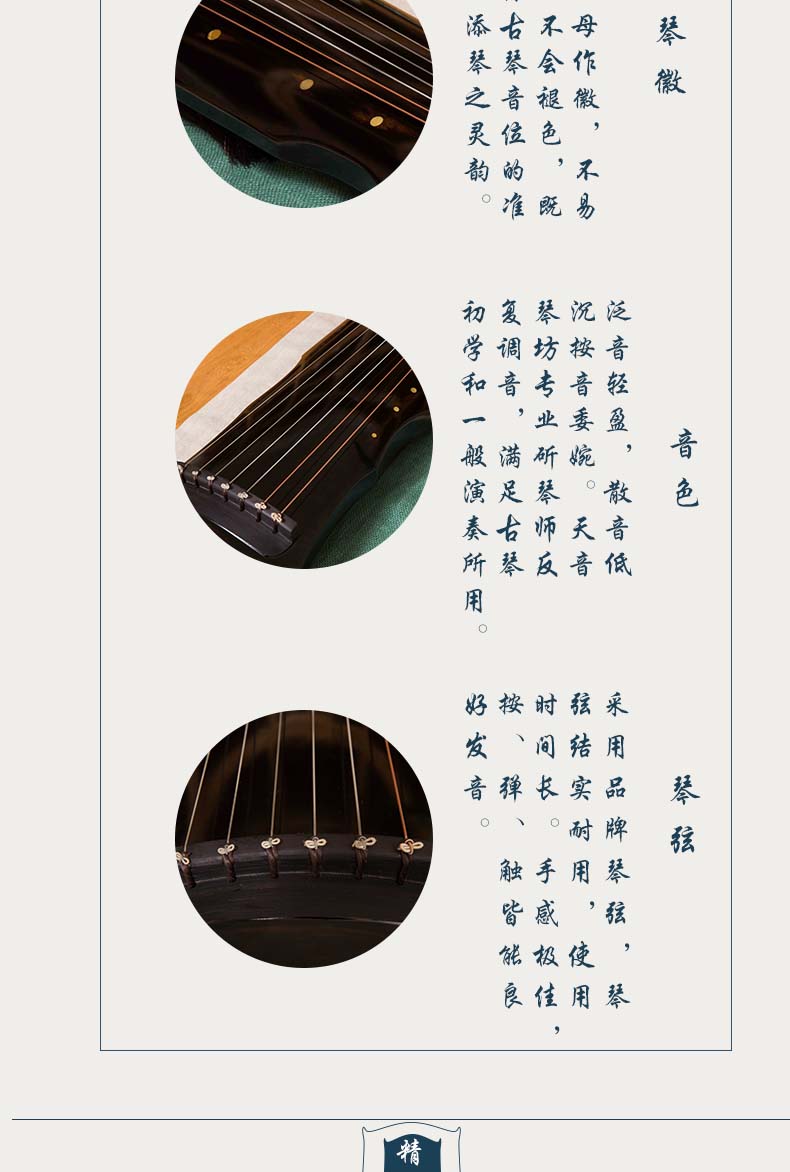 琴徽
母作徽，不易
不会褪色，既
古琴音位的准
添琴之灵韵。
音色
泛音轻盈，散音低
沉按音委婉。天音
琴坊专业斫琴师反
复调音，满足古琴
初学和一般演奏所用。
琴弦
采用品牌琴弦，琴
弦结实耐用，使用
时间长。手感极佳，
按、弹、触皆能良
好发音。
精